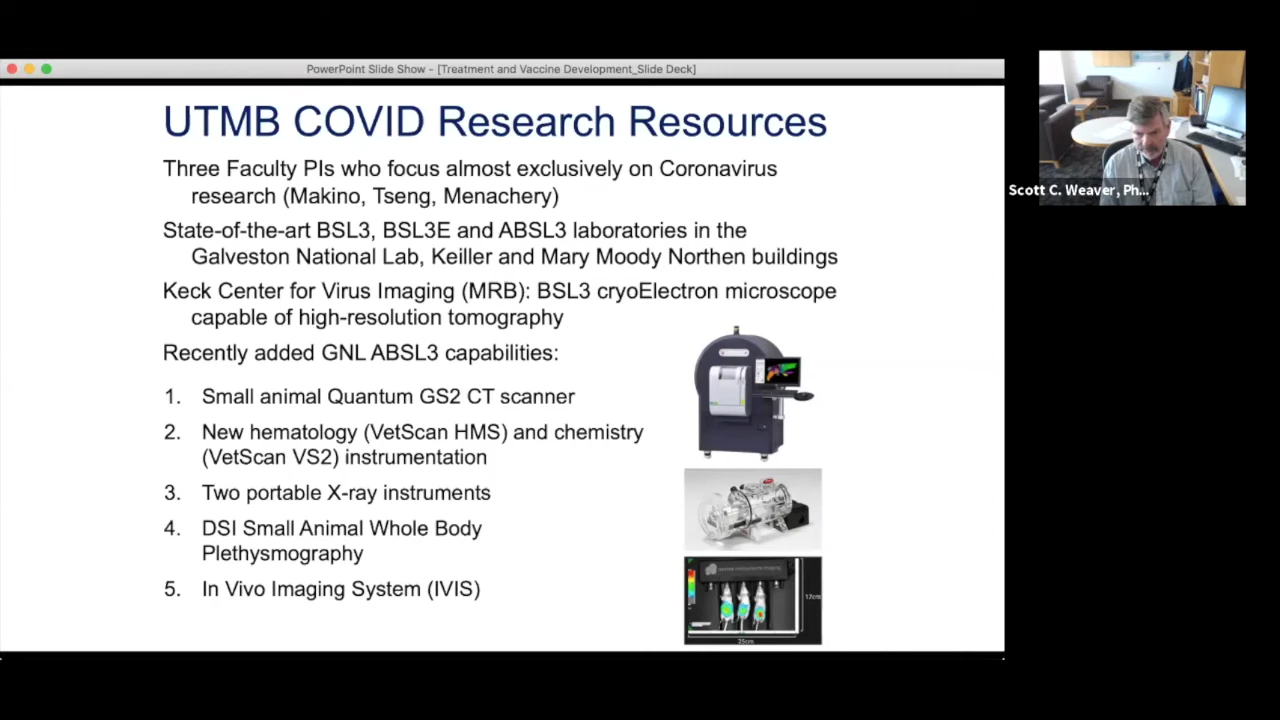 PowerPoint Slide Show - [Treatment and Vaccine Development_Slide Deck]
UTMB COVID Research Resources
Three Faculty PIs who focus almost exclusively on Coronavirus
research (Makino, Tseng, Menachery)
State-of-the-art BSL3, BSL3E and ABSL3 laboratories in the
Galveston National Lab, Keiller and Mary Moody Northen buildings
Keck Center for Virus Imaging (MRB): BSL3 cryoElectron microscope
capable of high-resolution tomography
Recently added GNL ABSL3 capabilities:
1. Small animal Quantum GS2 CT scanner
2. New hematology (VetScan HMS) and chemistry
(VetScan VS2) instrumentation
3. Two portable X-ray instruments
4. DSI Small Animal Whole Body
Plethysmography
5. In Vivo Imaging System (IVIS)
17cm
25cm
Scott C. Weaver, Ph...